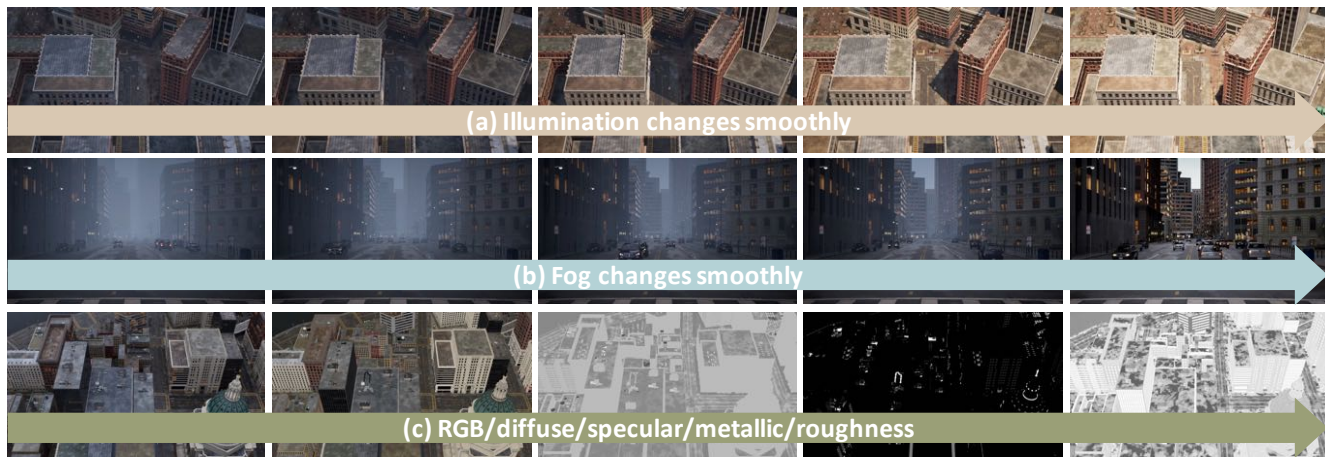 (a) Illumination changes smoothly
(b) Fog changes smoothly
(c) RGB/diffuse/specular/metallic/roughness